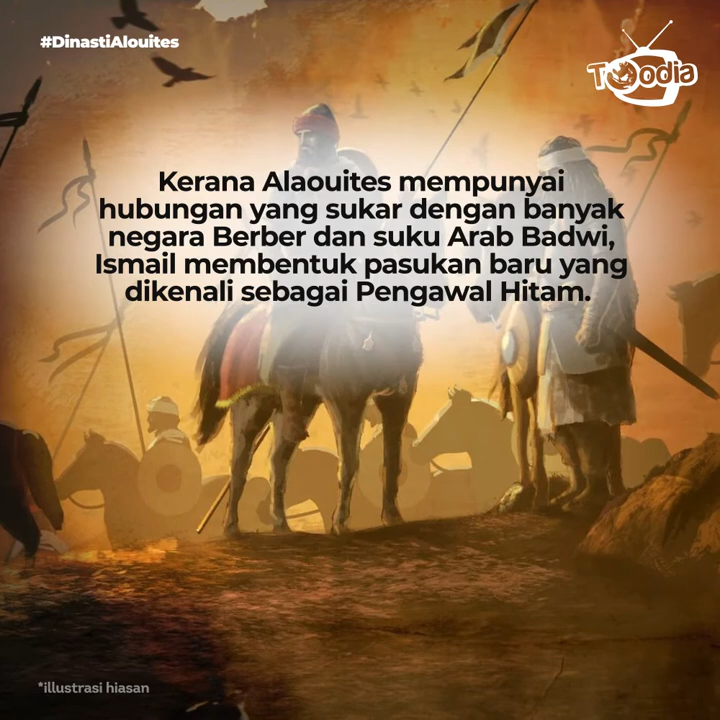 #DinastiAlouites
Toodia
Kerana Alaouites mempunyai
hubungan yang sukar dengan banyak
negara Berber dan suku Arab Badwi,
Ismail membentuk pasukan baru yang
dikenali sebagai Pengawal Hitam.
*illustrasi hiasan